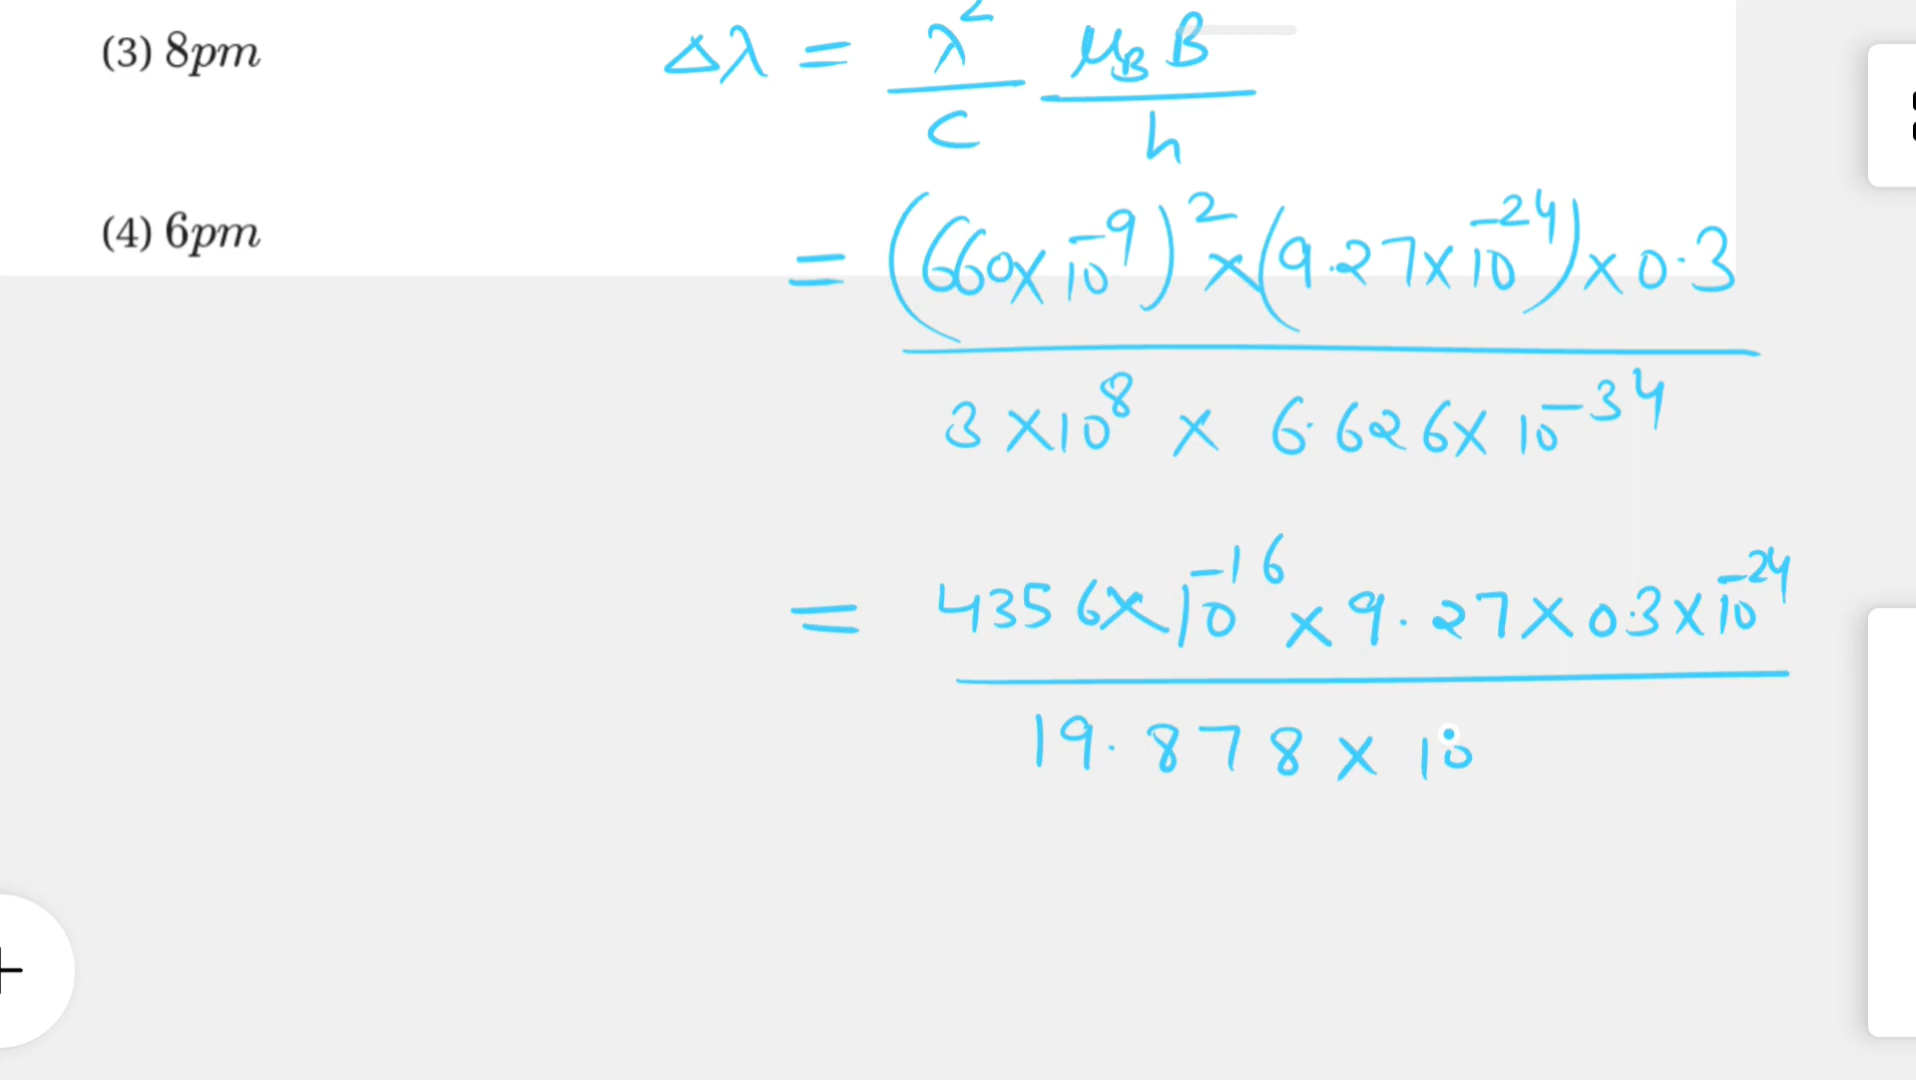 (3) 8pm
Δλ = λ²/C μ_B B/h
(4) 6pm
= (660×10⁻⁹)²×(9.27×10⁻²⁴)×0.3
3×10⁸ × 6.626×10⁻³⁴
= 4356×10⁻¹⁶×9.27×0.3×10⁻²⁴
19.878×10